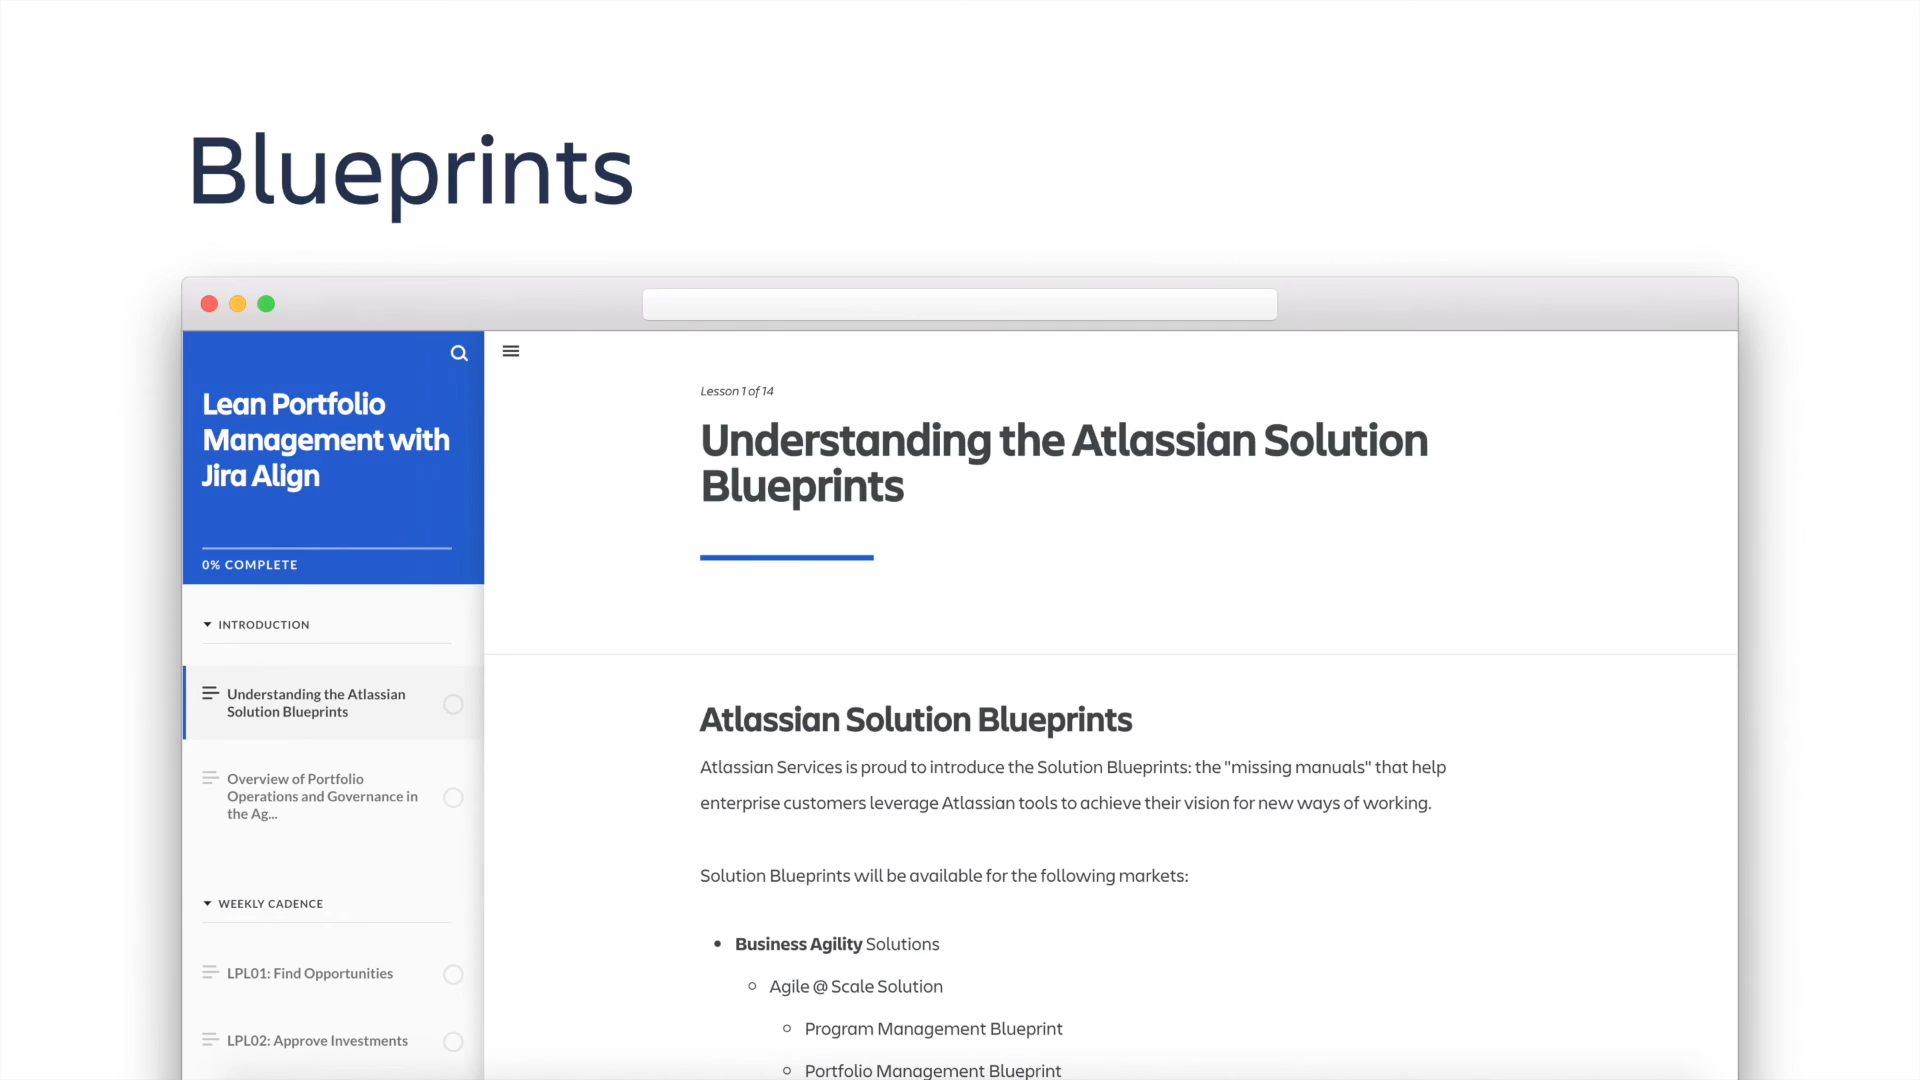 Blueprints
Lean Portfolio
Management with
Jira Align
0% COMPLETE
INTRODUCTION
Understanding the Atlassian
Solution Blueprints
Overview of Portfolio
Operations and Governance in
the Ag...
WEEKLY CADENCE
LPL01: Find Opportunities
LPL02: Approve Investments
Lesson 1 of 14
Understanding the Atlassian Solution
Blueprints
Atlassian Solution Blueprints
Atlassian Services is proud to introduce the Solution Blueprints: the "missing manuals" that help
enterprise customers leverage Atlassian tools to achieve their vision for new ways of working.
Solution Blueprints will be available for the following markets:
Business Agility Solutions
Agile @ Scale Solution
Program Management Blueprint
Portfolio Management Blueprint